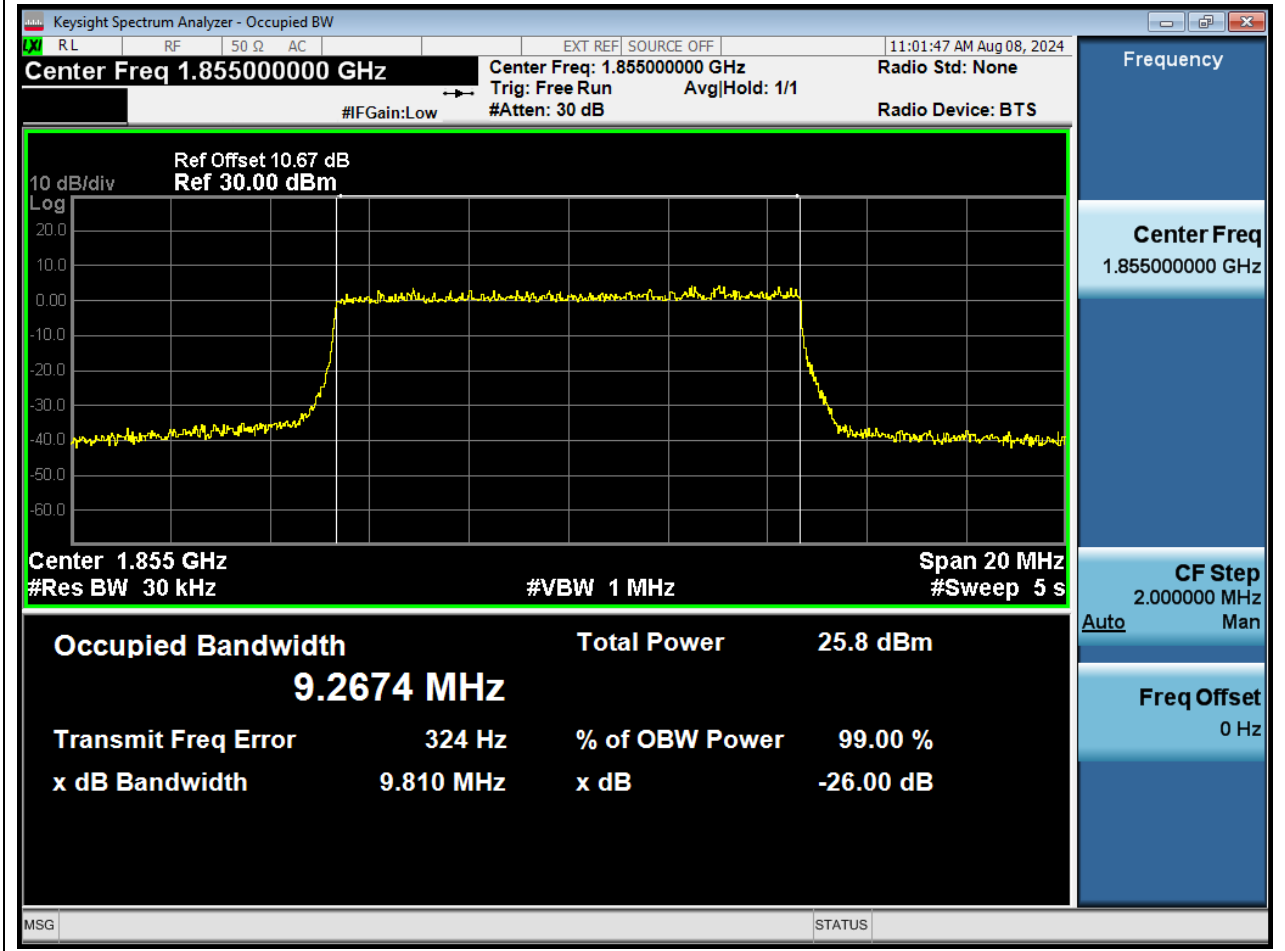 Keysight Spectrum Analyzer - Occupied BW
LXI RL RF 50 Ω AC EXT REF SOURCE OFF 11:01:47 AM Aug 08, 2024
Center Freq 1.855000000 GHz
Center Freq: 1.855000000 GHz
Radio Std: None
Trig: Free Run Avg|Hold: 1/1
#IFGain:Low
#Atten: 30 dB
Radio Device: BTS
Ref Offset 10.67 dB
10 dB/div Ref 30.00 dBm
Log
20.0
10.0
0.00
-10.0
-20.0
-30.0
-40.0
-50.0
-60.0
Center 1.855 GHz Span 20 MHz
#Res BW 30 kHz #VBW 1 MHz #Sweep 5 s
Occupied Bandwidth Total Power 25.8 dBm
9.2674 MHz
Transmit Freq Error 324 Hz % of OBW Power 99.00 %
x dB Bandwidth 9.810 MHz x dB -26.00 dB
Frequency
Center Freq
1.855000000 GHz
CF Step
2.000000 MHz
Auto Man
Freq Offset
0 Hz
MSG STATUS